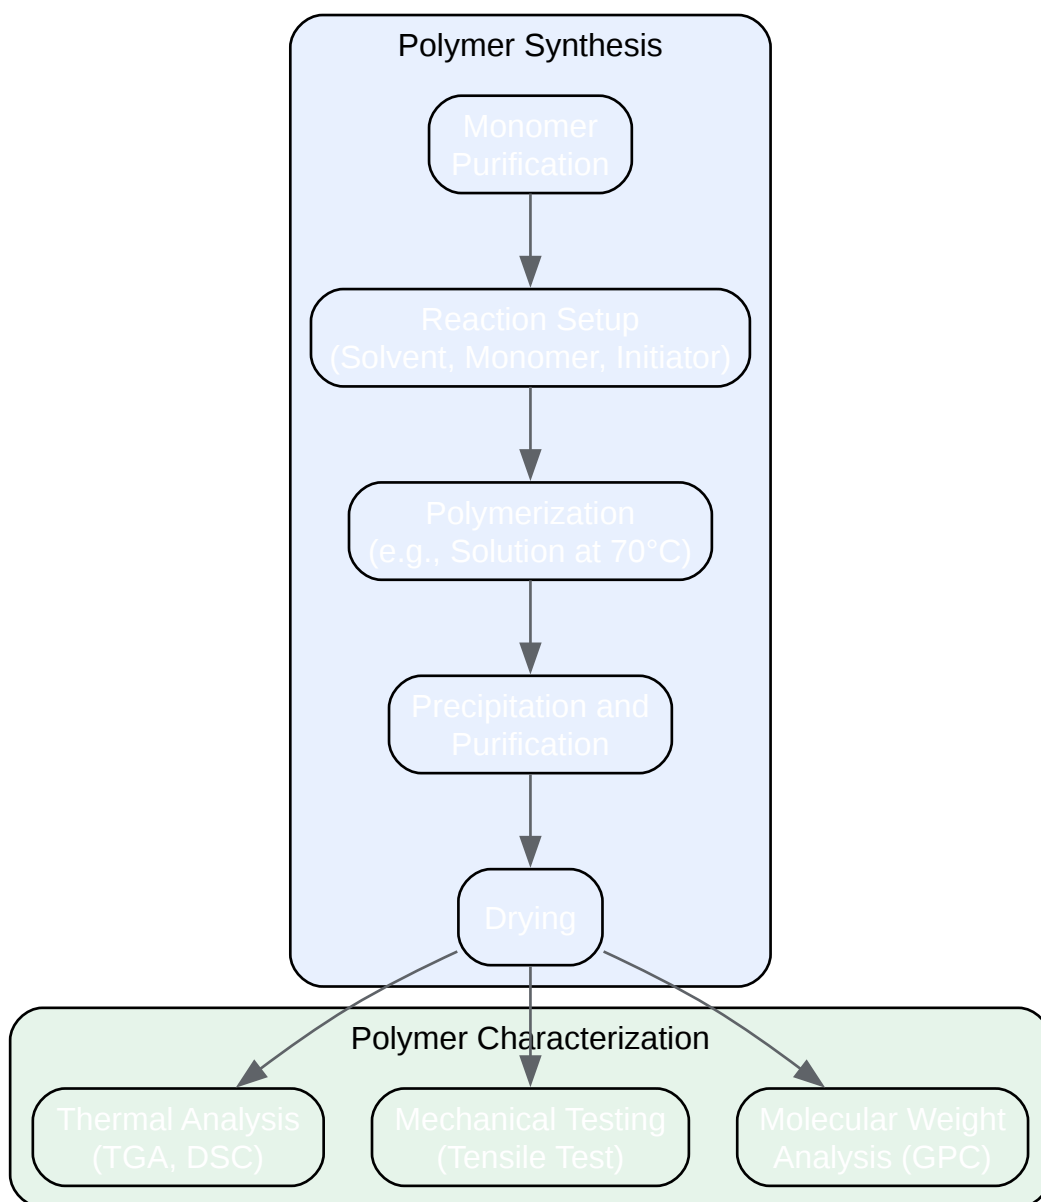 Polymer Synthesis
Monomer
Purification
Reaction Setup
(Solvent, Monomer, Initiator)
Polymerization
(e.g., Solution at 70°C)
Precipitation and
Purification
Drying
Polymer Characterization
Thermal Analysis
(TGA, DSC)
Mechanical Testing
(Tensile Test)
Molecular Weight
Analysis (GPC)